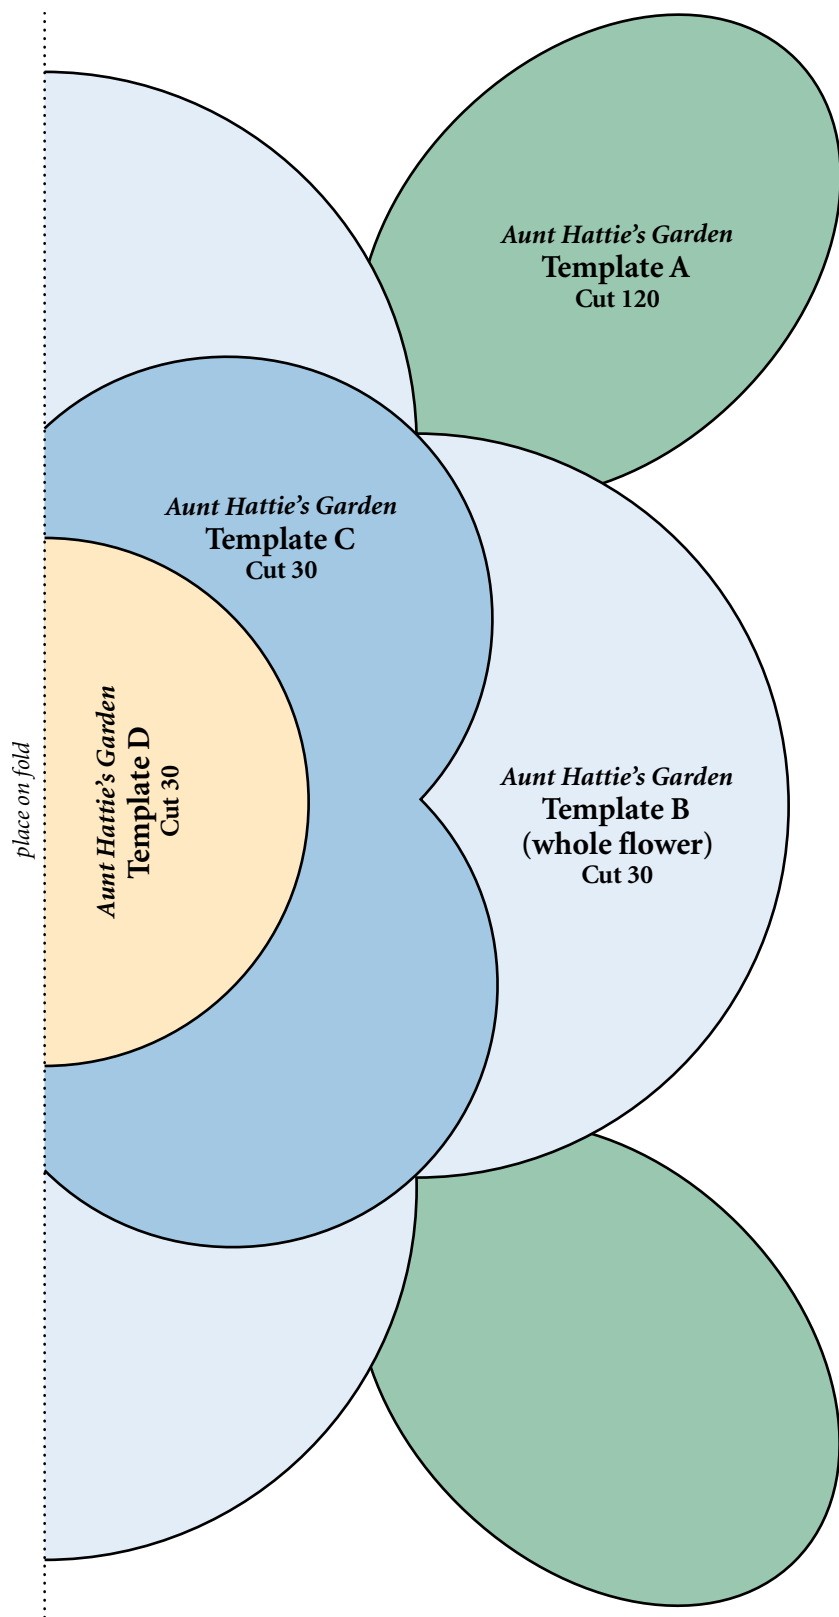 Aunt Hattie’s Garden
Template A
Cut 120
Aunt Hattie’s Garden
Template C
Cut 30
place on fold
Aunt Hattie’s Garden
Template D
Cut 30
Aunt Hattie’s Garden
Template B
(whole flower)
Cut 30